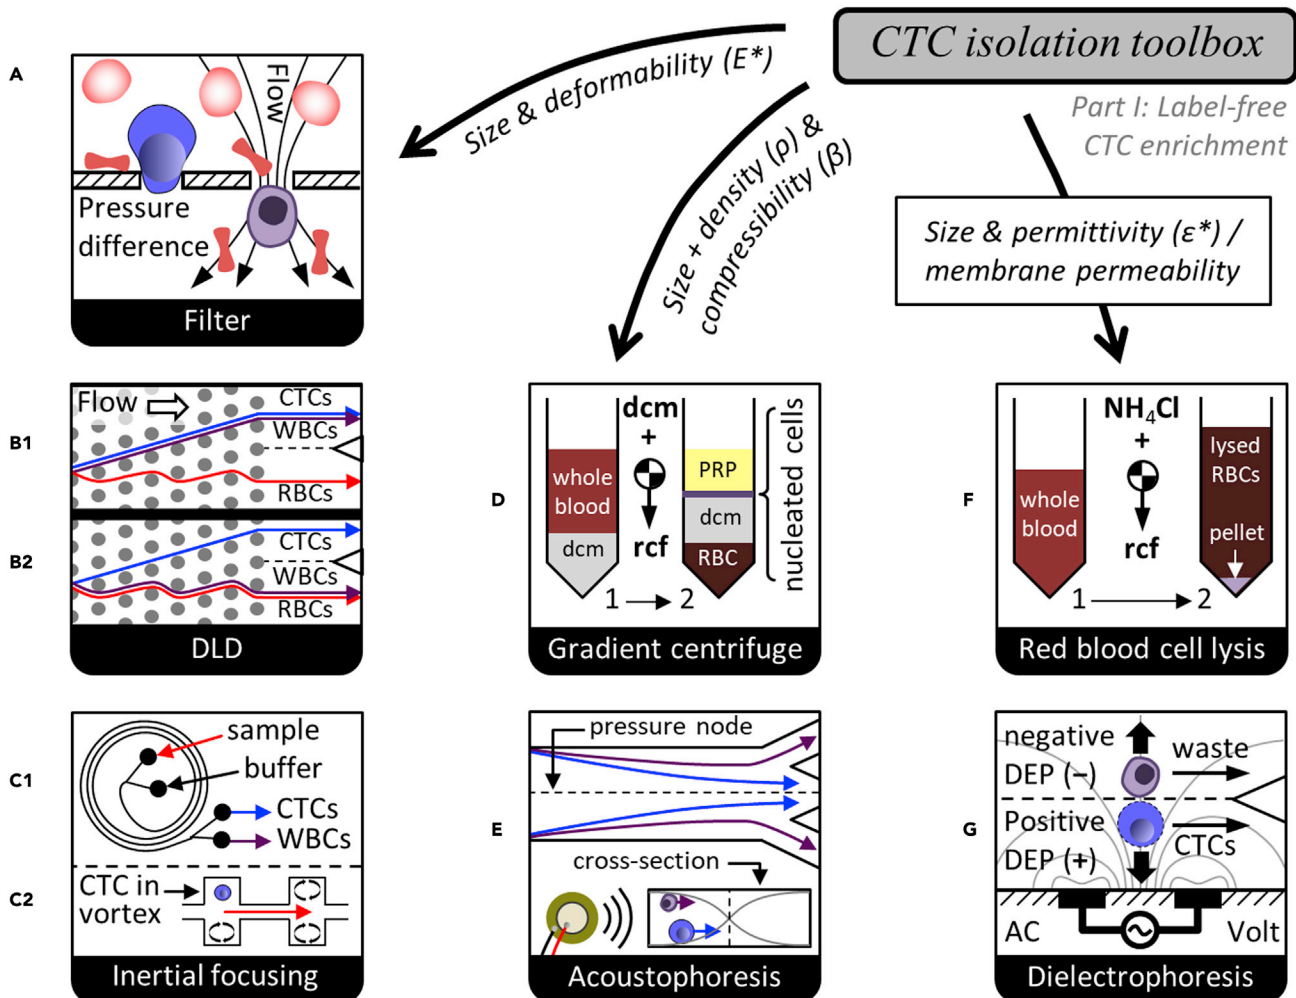 CTC isolation toolbox
Part I: Label-free
CTC enrichment
Size & deformability (E*)
Size + density (ρ) &
compressibility (β)
Size & permittivity (ε*) /
membrane permeability
A
Flow
Pressure
difference
Filter
B1
Flow
CTCs
WBCs
RBCs
B2
CTCs
WBCs
RBCs
DLD
C1
sample
buffer
CTCs
WBCs
C2
CTC in
vortex
Inertial focusing
D
whole
blood
dcm
dcm
+
rcf
PRP
dcm
RBC
nucleated cells
1 2
Gradient centrifuge
E
pressure node
cross-section
Acoustophoresis
F
whole
blood
NH4Cl
+
rcf
lysed
RBCs
pellet
1 2
Red blood cell lysis
G
negative
DEP (–)
waste
Positive
DEP (+)
CTCs
AC
Volt
Dielectrophoresis